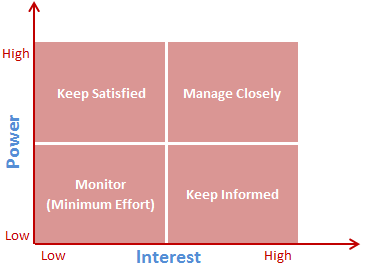 High
Keep Satisfied
Manage Closely
Power
Monitor
(Minimum Effort)
Keep Informed
Low
Low
Interest
High